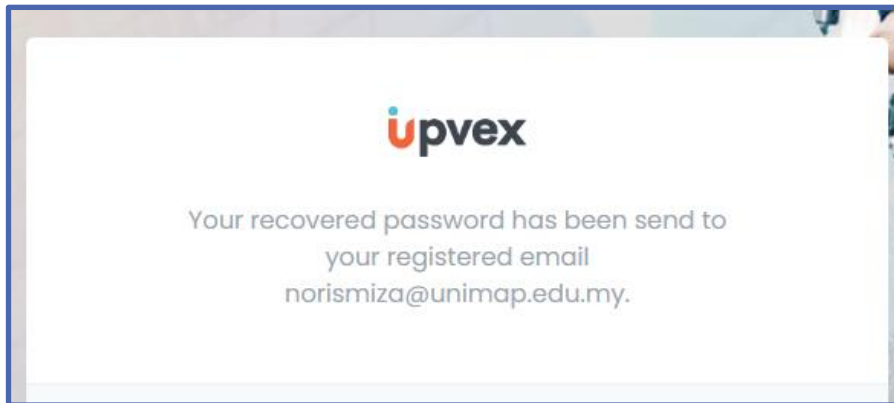 upvex
Your recovered password has been send to
your registered email
norismiza@unimap.edu.my.